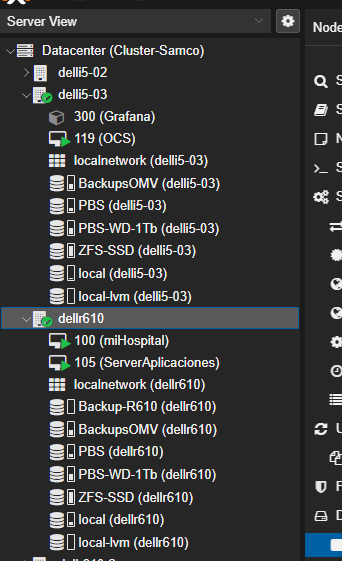 Server View
Datacenter (Cluster-Samco)
delli5-02
delli5-03
300 (Grafana)
119 (OCS)
localnetwork (delli5-03)
BackupsOMV (delli5-03)
PBS (delli5-03)
PBS-WD-1Tb (delli5-03)
ZFS-SSD (delli5-03)
local (delli5-03)
local-lvm (delli5-03)
dellr610
100 (miHospital)
105 (ServerAplicaciones)
localnetwork (dellr610)
Backup-R610 (dellr610)
BackupsOMV (dellr610)
PBS (dellr610)
PBS-WD-1Tb (dellr610)
ZFS-SSD (dellr610)
local (dellr610)
local-lvm (dellr610)
Node
S
S
N
S
S
U
F
D